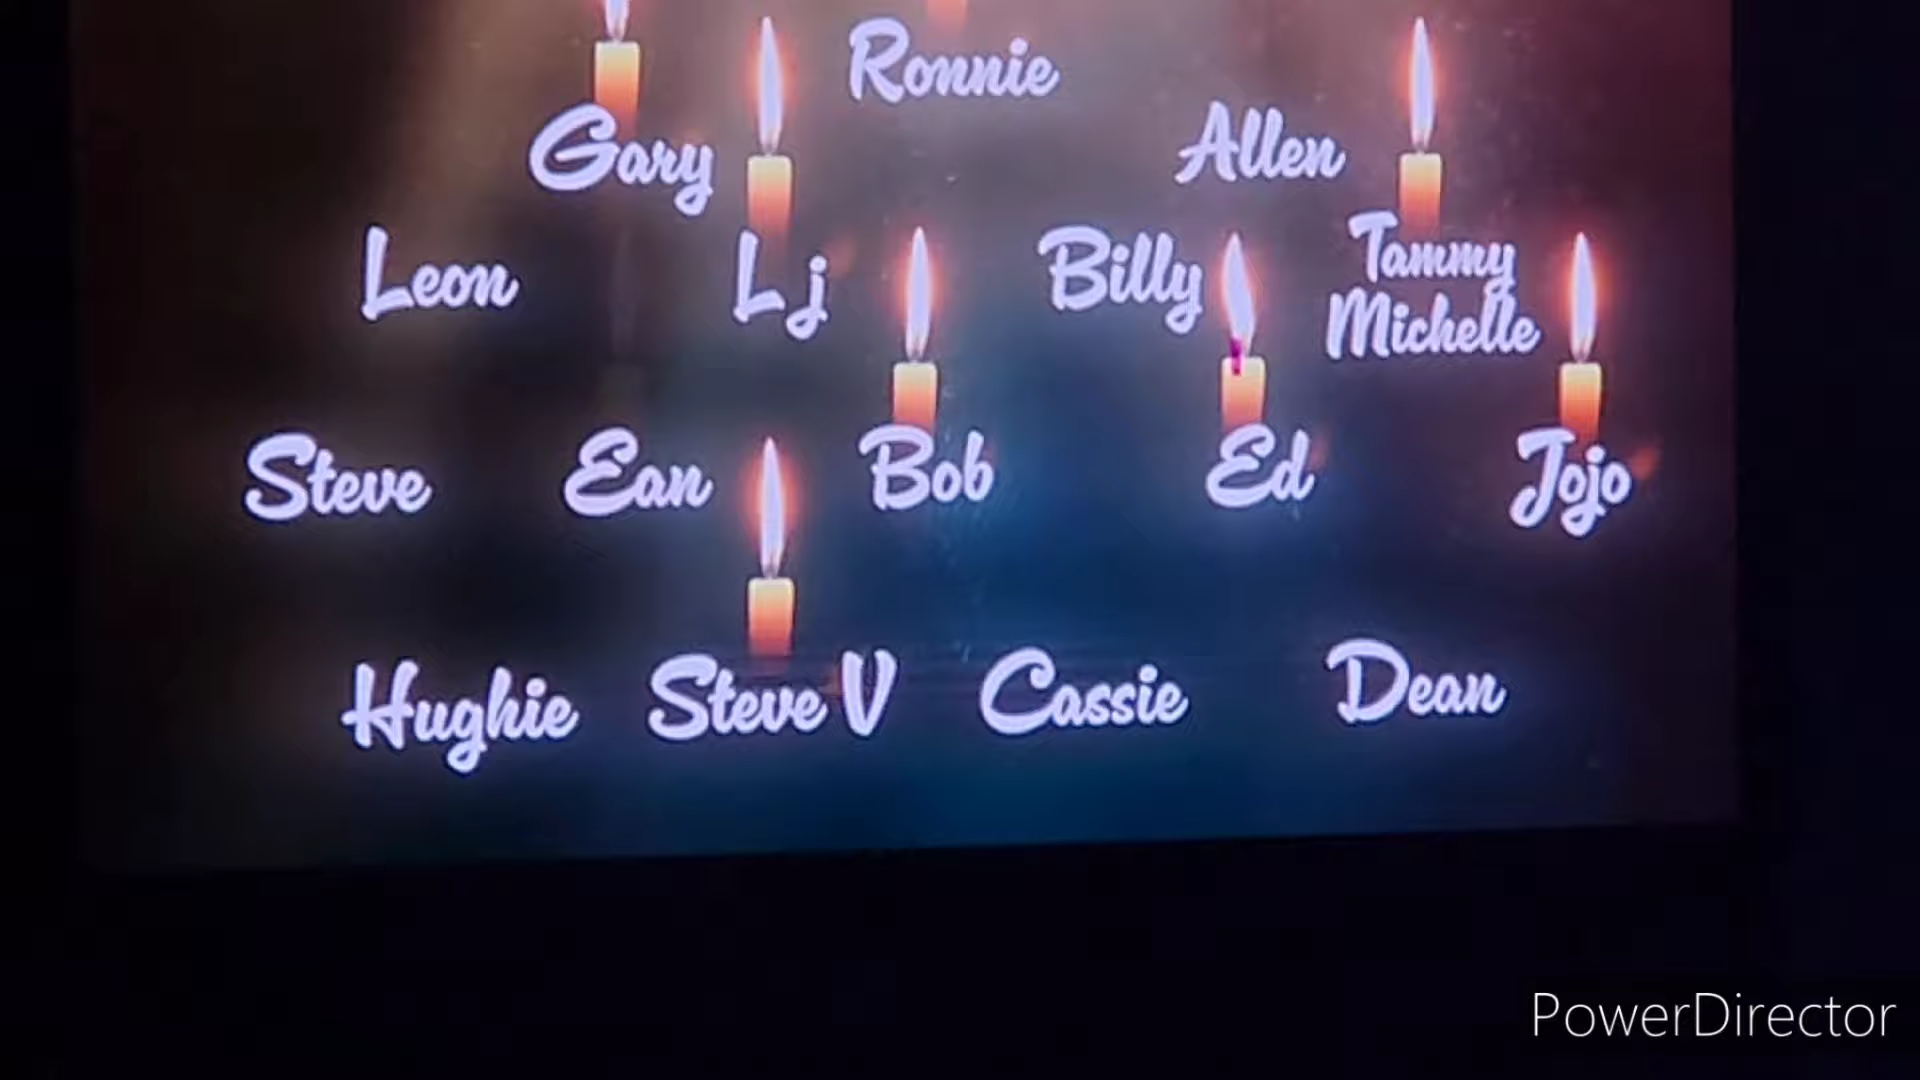 Ronnie
Gary
Allen
Leon
Lj
Billy
Tammy
Michelle
Steve
Ean
Bob
Ed
Jojo
Hughie
Steve V
Cassie
Dean
PowerDirector